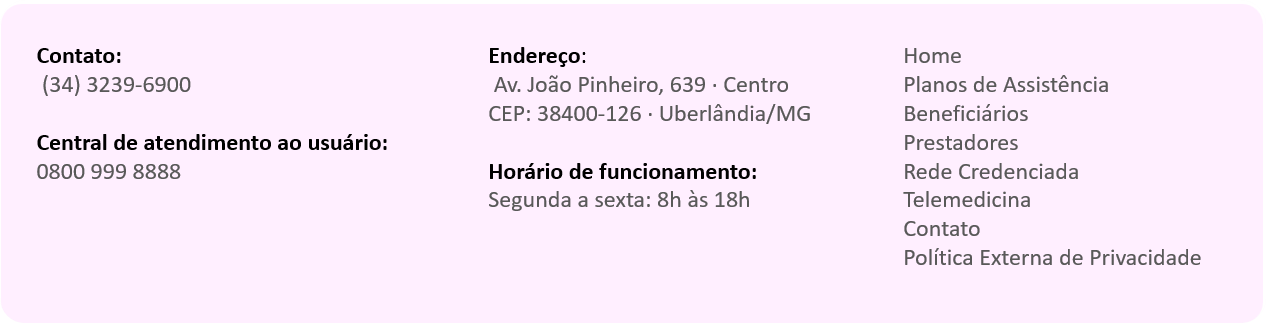 Contato:
(34) 3239-6900
Central de atendimento ao usuário:
0800 999 8888
Endereço:
Av. João Pinheiro, 639 · Centro
CEP: 38400-126 · Uberlândia/MG
Horário de funcionamento:
Segunda a sexta: 8h às 18h
Home
Planos de Assistência
Beneficiários
Prestadores
Rede Credenciada
Telemedicina
Contato
Política Externa de Privacidade